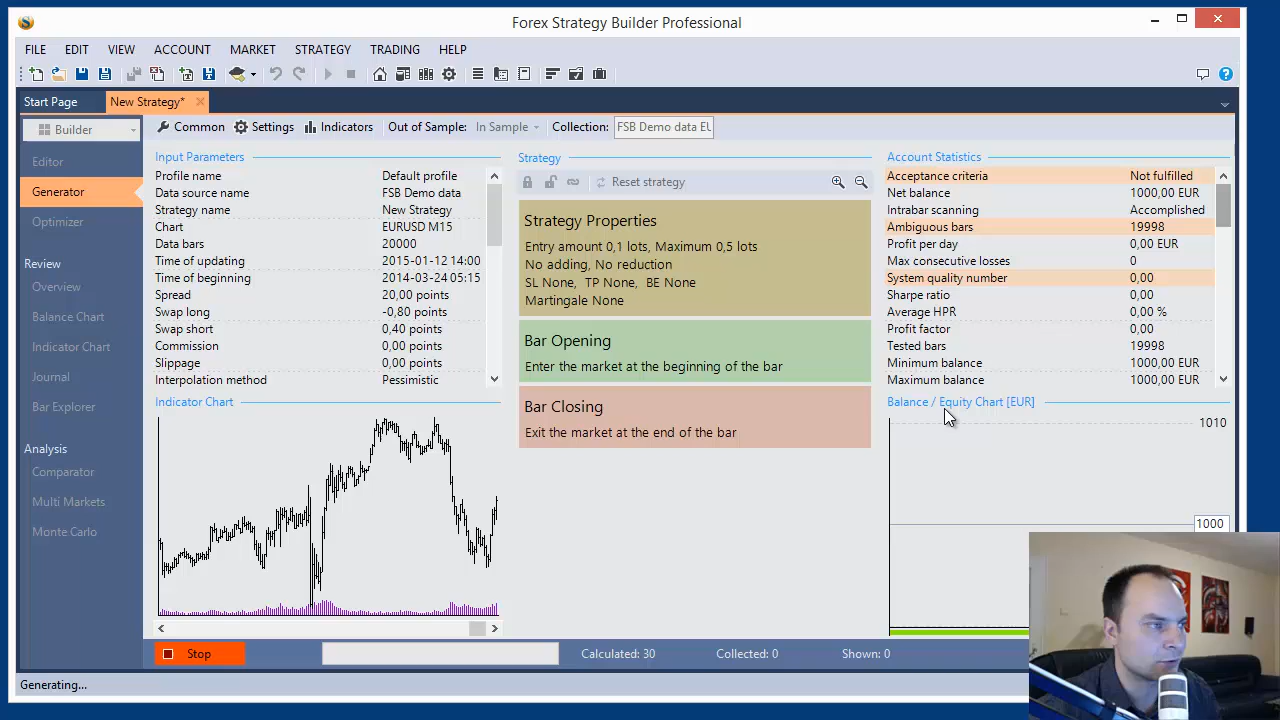 Forex Strategy Builder Professional
FILE EDIT VIEW ACCOUNT MARKET STRATEGY TRADING HELP
Start Page New Strategy*
Builder Common Settings Indicators Out of Sample: In Sample Collection: FSB Demo data EU
Editor
Generator
Optimizer
Review
Overview
Balance Chart
Indicator Chart
Journal
Bar Explorer
Analysis
Comparator
Multi Markets
Monte Carlo
Input Parameters
Profile name Default profile
Data source name FSB Demo data
Strategy name New Strategy
Chart EURUSD M15
Data bars 20000
Time of updating 2015-01-12 14:00
Time of beginning 2014-03-24 05:15
Spread 20,00 points
Swap long -0,80 points
Swap short 0,40 points
Commission 0,00 points
Slippage 0,00 points
Interpolation method Pessimistic
Indicator Chart
Strategy
Reset strategy
Strategy Properties
Entry amount 0,1 lots, Maximum 0,5 lots
No adding, No reduction
SL None, TP None, BE None
Martingale None
Bar Opening
Enter the market at the beginning of the bar
Bar Closing
Exit the market at the end of the bar
Account Statistics
Acceptance criteria Not fulfilled
Net balance 1000,00 EUR
Intrabar scanning Accomplished
Ambiguous bars 19998
Profit per day 0,00 EUR
Max consecutive losses 0
System quality number 0,00
Sharpe ratio 0,00
Average HPR 0,00 %
Profit factor 0,00
Tested bars 19998
Minimum balance 1000,00 EUR
Maximum balance 1000,00 EUR
Balance / Equity Chart [EUR]
1010
1000
Stop Calculated: 30 Collected: 0 Shown: 0
Generating...